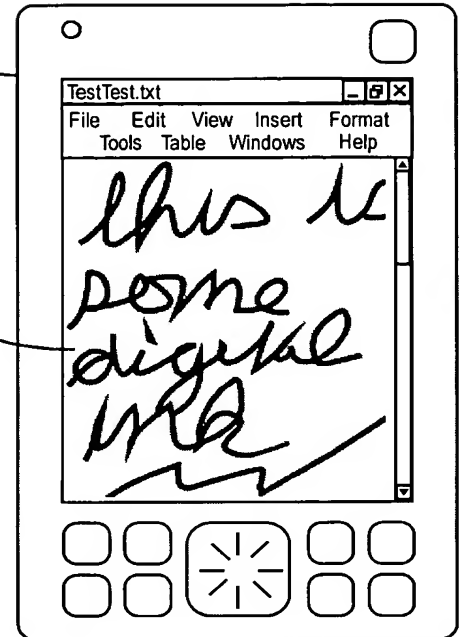 TestTest.txt
File Edit View Insert Format
Tools Table Windows Help
this is
some
digital
ink